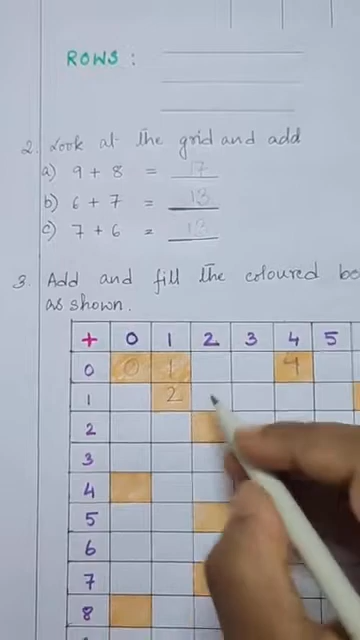 ROWS :
2. Look at the grid and add
a) 9 + 8 = 17
b) 6 + 7 = 13
c) 7 + 6 = 13
3. Add and fill the coloured
as shown.
+ 0 1 2 3 4 5
0 0 1 4
1 2
2
3
4
5
6
7
8